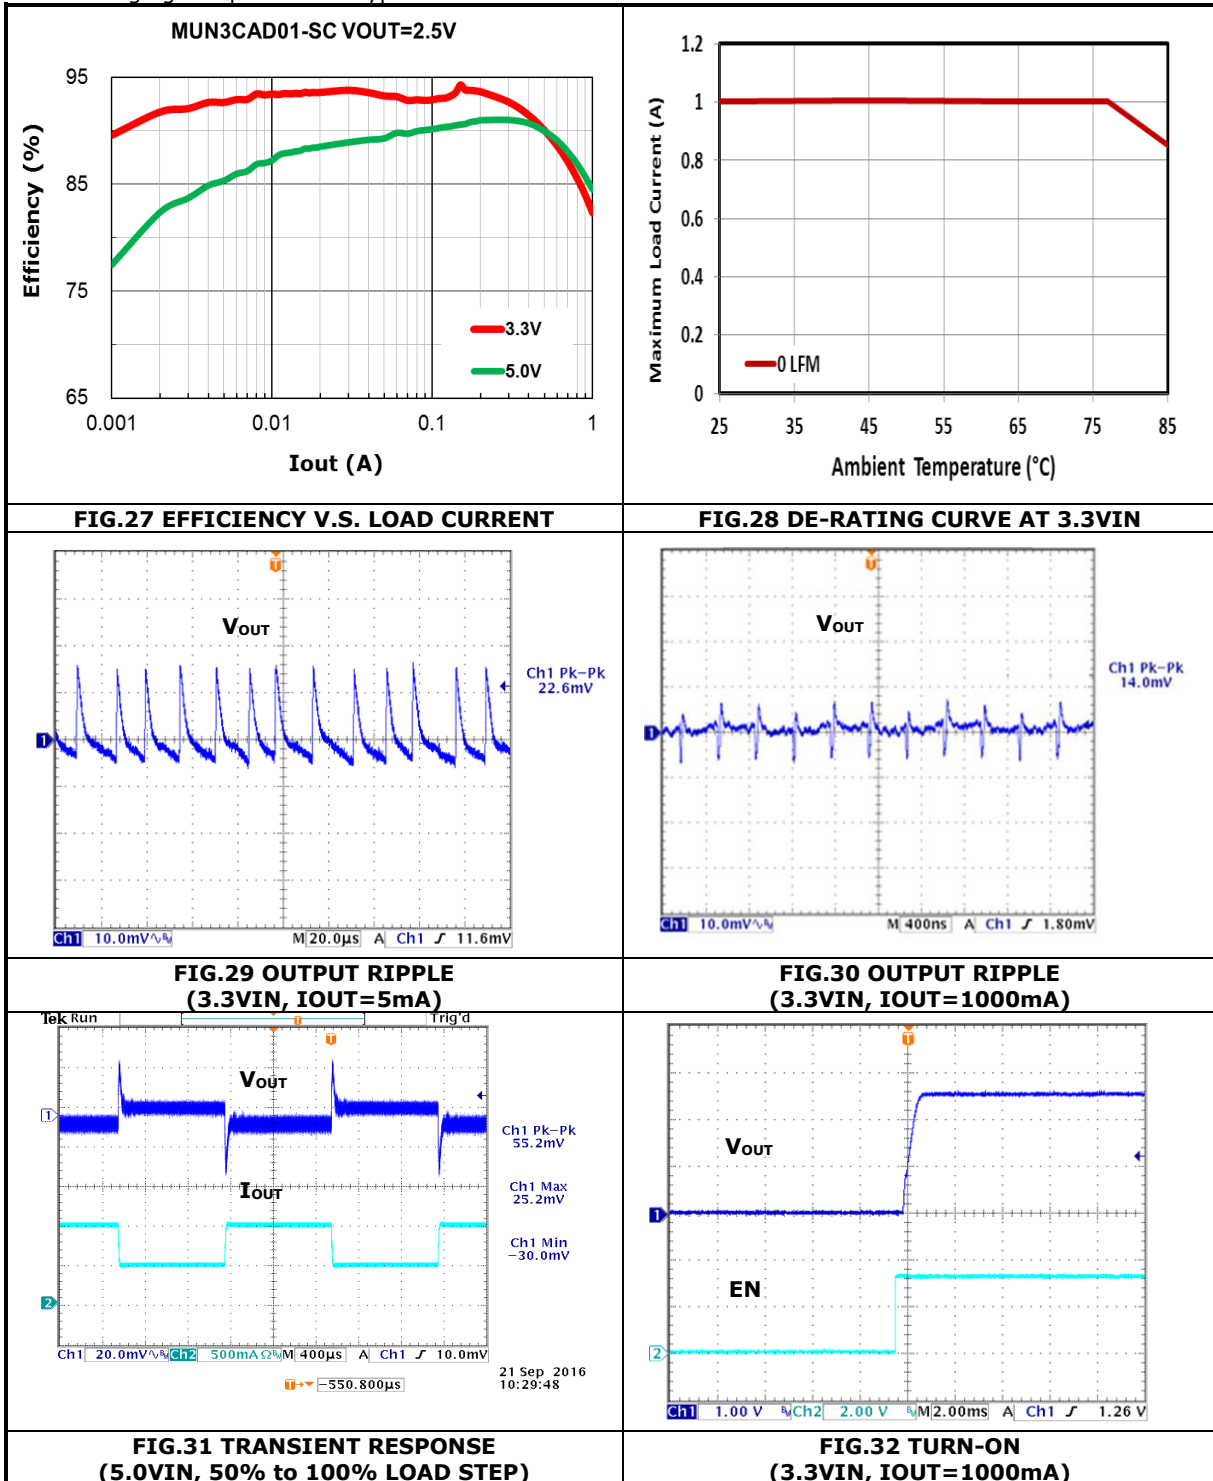 MUN3CAD01-SC VOUT=2.5V
95
85
75
65
Efficiency (%)
0.001 0.01 0.1 1
Iout (A)
3.3V
5.0V
1.2
1
0.8
0.6
0.4
0.2
0
Maximum Load Current (A)
0 LFM
25 35 45 55 65 75 85
Ambient Temperature (°C)
FIG.27 EFFICIENCY V.S. LOAD CURRENT
FIG.28 DE-RATING CURVE AT 3.3VIN
T
VOUT
1
Ch1 Pk-Pk
22.6mV
Ch1 10.0mV M 20.0µs A Ch1 11.6mV
T
VOUT
1
Ch1 Pk-Pk
14.0mV
Ch1 10.0mV M 400ns A Ch1 1.80mV
FIG.29 OUTPUT RIPPLE
(3.3VIN, IOUT=5mA)
FIG.30 OUTPUT RIPPLE
(3.3VIN, IOUT=1000mA)
Tek Run Trig'd
T
T
VOUT
1
IOUT
2
Ch1 Pk-Pk
55.2mV
Ch1 Max
25.2mV
Ch1 Min
-30.0mV
Ch1 20.0mV Ch2 500mA Ω M 400µs A Ch1 10.0mV
T -550.800µs
21 Sep 2016
10:29:48
T
VOUT
1
EN
2
Ch1 1.00 V Ch2 2.00 V M 2.00ms A Ch1 1.26 V
FIG.31 TRANSIENT RESPONSE
(5.0VIN, 50% to 100% LOAD STEP)
FIG.32 TURN-ON
(3.3VIN, IOUT=1000mA)